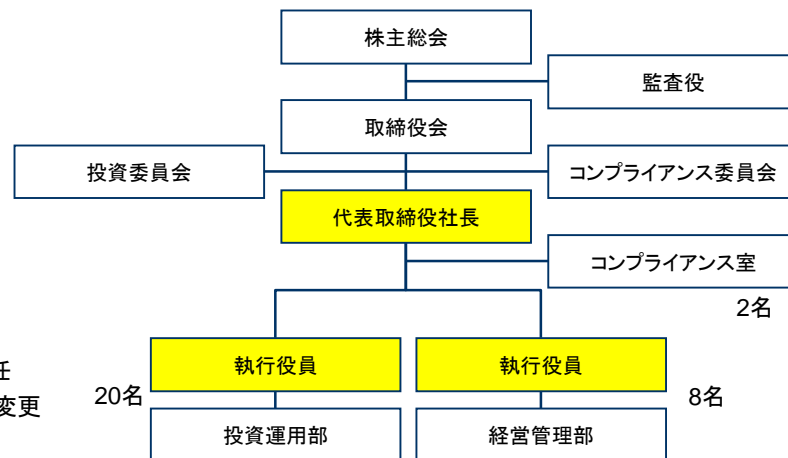 株主総会
監査役
取締役会
投資委員会
コンプライアンス委員会
代表取締役社長
コンプライアンス室
2名
任
変更
20名
執行役員
執行役員
8名
投資運用部
経営管理部